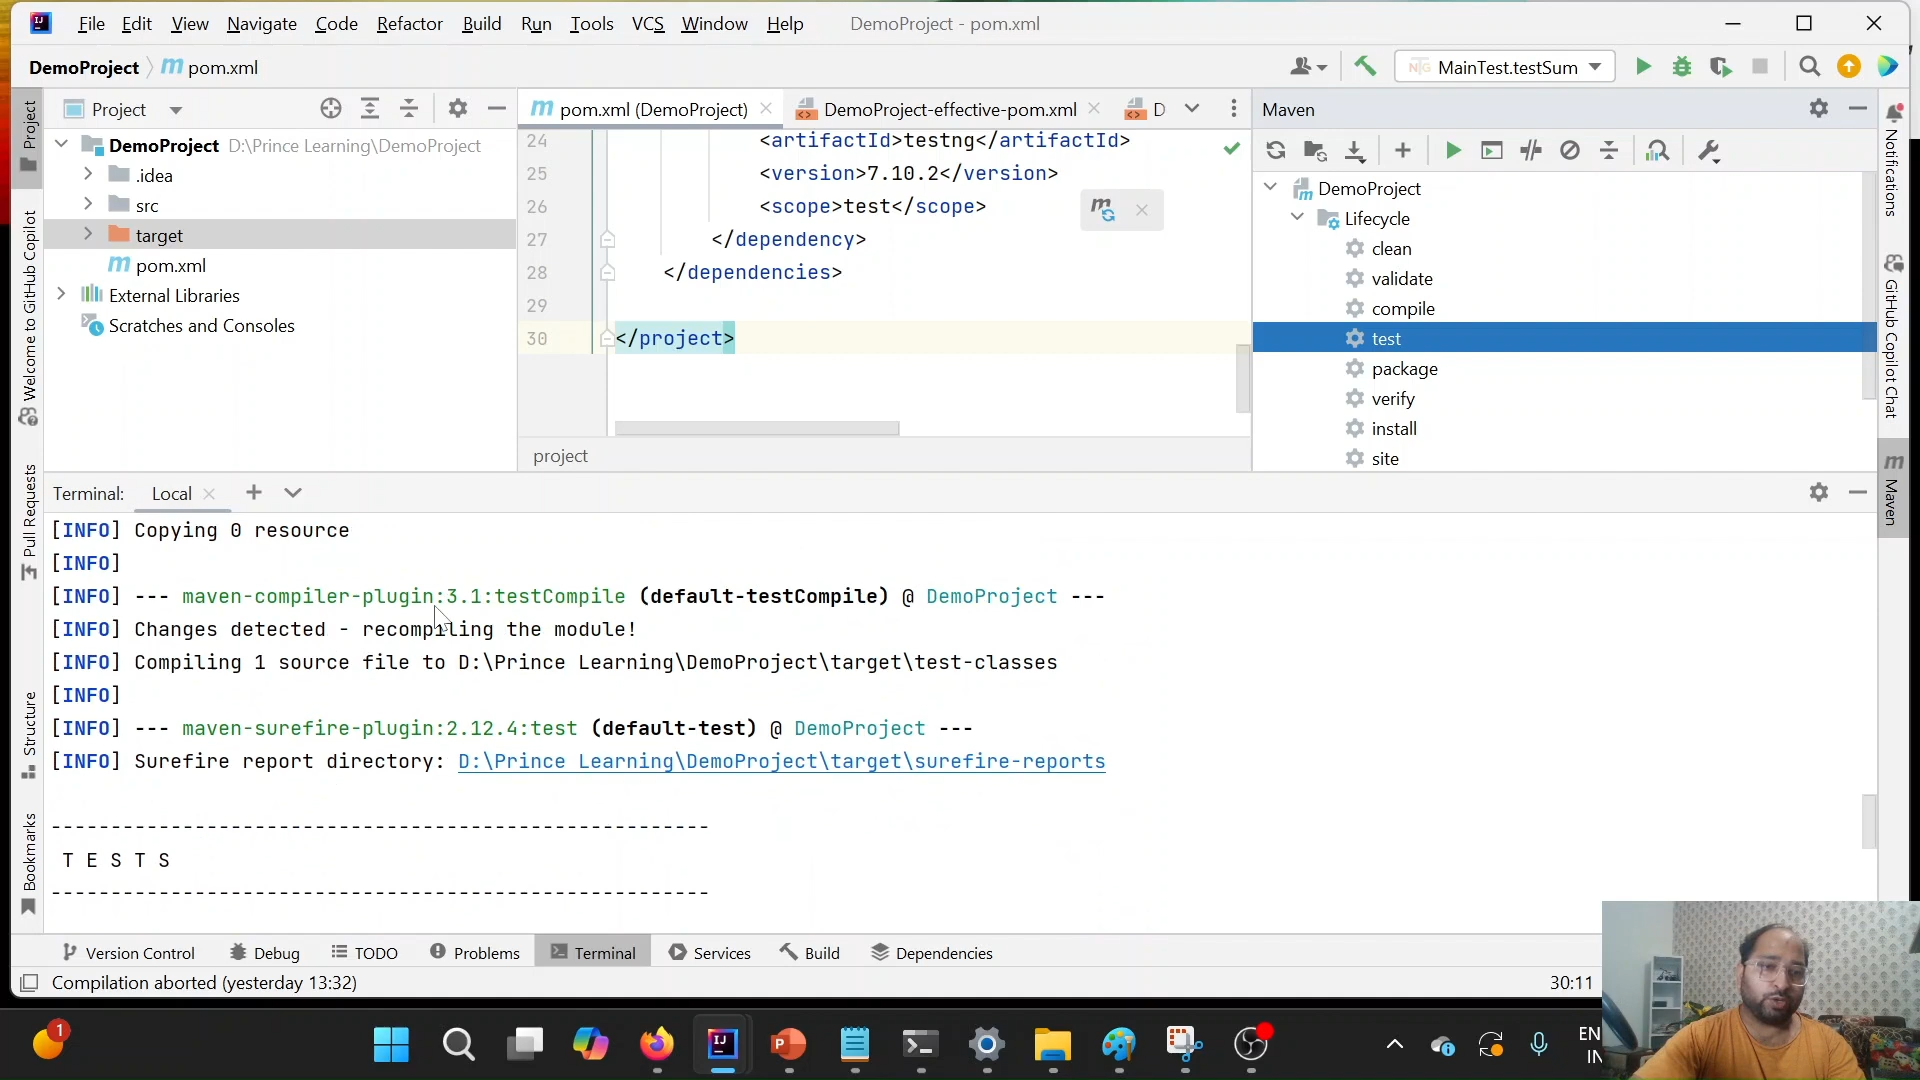 File Edit View Navigate Code Refactor Build Run Tools VCS Window Help DemoProject - pom.xml
DemoProject pom.xml
MainTest.testSum
Project
pom.xml (DemoProject)
DemoProject-effective-pom.xml
D
Maven
DemoProject D:\Prince Learning\DemoProject
.idea
src
target
pom.xml
External Libraries
Scratches and Consoles
24 <artifactId>testng</artifactId>
25 <version>7.10.2</version>
26 <scope>test</scope>
27 </dependency>
28 </dependencies>
29
30 </project>
project
DemoProject
Lifecycle
clean
validate
compile
test
package
verify
install
site
Project
Welcome to GitHub Copilot
Pull Requests
Structure
Bookmarks
Notifications
GitHub Copilot Chat
Maven
Terminal: Local
[INFO] Copying 0 resource
[INFO]
[INFO] --- maven-compiler-plugin:3.1:testCompile (default-testCompile) @ DemoProject ---
[INFO] Changes detected - recompiling the module!
[INFO] Compiling 1 source file to D:\Prince Learning\DemoProject\target\test-classes
[INFO]
[INFO] --- maven-surefire-plugin:2.12.4:test (default-test) @ DemoProject ---
[INFO] Surefire report directory: D:\Prince Learning\DemoProject\target\surefire-reports
-------------------------------------------------------
T E S T S
-------------------------------------------------------
Version Control Debug TODO Problems Terminal Services Build Dependencies
Compilation aborted (yesterday 13:32)
30:11
1
EN
IN